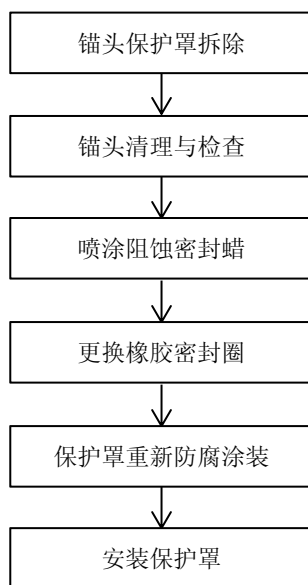 锚头保护罩拆除
锚头清理与检查
喷涂阻蚀密封蜡
更换橡胶密封圈
保护罩重新防腐涂装
安装保护罩